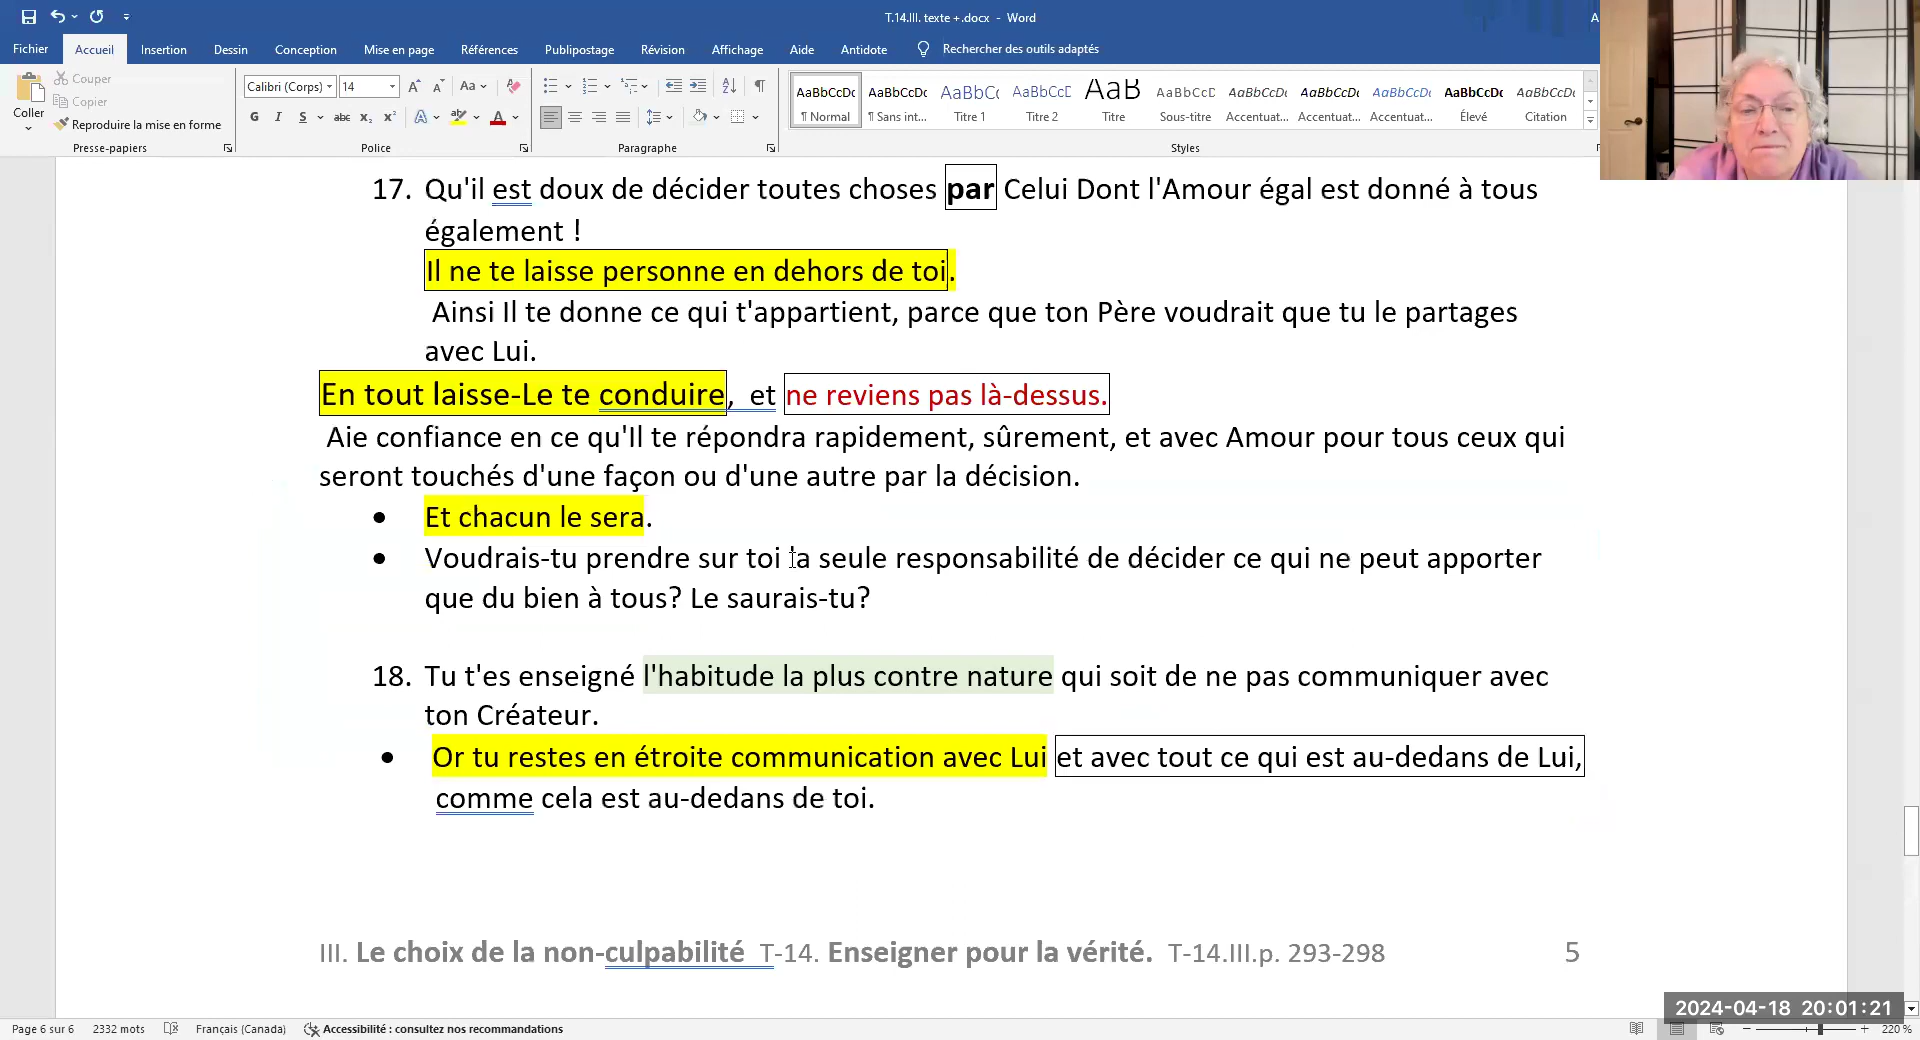 T.14.III. texte +.docx - Word
A
Fichier Accueil Insertion Dessin Conception Mise en page Références Publipostage Révision Affichage Aide Antidote Rechercher des outils adaptés
Coller
Couper
Copier
Reproduire la mise en forme
Presse-papiers
Calibri (Corps) 14
Police
Paragraphe
AaBbCcDc AaBbCcDc AaBbCc AaBbCcD AaB AaBbCcD AaBbCcDc AaBbCcDc AaBbCcDc AaBbCcDc AaBbCcDc
¶ Normal ¶ Sans int... Titre 1 Titre 2 Titre Sous-titre Accentuat... Accentuat... Accentuat... Élevé Citation
Styles
17. Qu'il est doux de décider toutes choses par Celui Dont l'Amour égal est donné à tous
également !
Il ne te laisse personne en dehors de toi.
Ainsi Il te donne ce qui t'appartient, parce que ton Père voudrait que tu le partages
avec Lui.
En tout laisse-Le te conduire, et ne reviens pas là-dessus.
Aie confiance en ce qu'Il te répondra rapidement, sûrement, et avec Amour pour tous ceux qui
seront touchés d'une façon ou d'une autre par la décision.
• Et chacun le sera.
• Voudrais-tu prendre sur toi la seule responsabilité de décider ce qui ne peut apporter
que du bien à tous? Le saurais-tu?
18. Tu t'es enseigné l'habitude la plus contre nature qui soit de ne pas communiquer avec
ton Créateur.
• Or tu restes en étroite communication avec Lui et avec tout ce qui est au-dedans de Lui,
comme cela est au-dedans de toi.
III. Le choix de la non-culpabilité T-14. Enseigner pour la vérité. T-14.III.p. 293-298 5
2024-04-18 20:01:21
Page 6 sur 6 2332 mots Français (Canada) Accessibilité : consultez nos recommandations 220 %